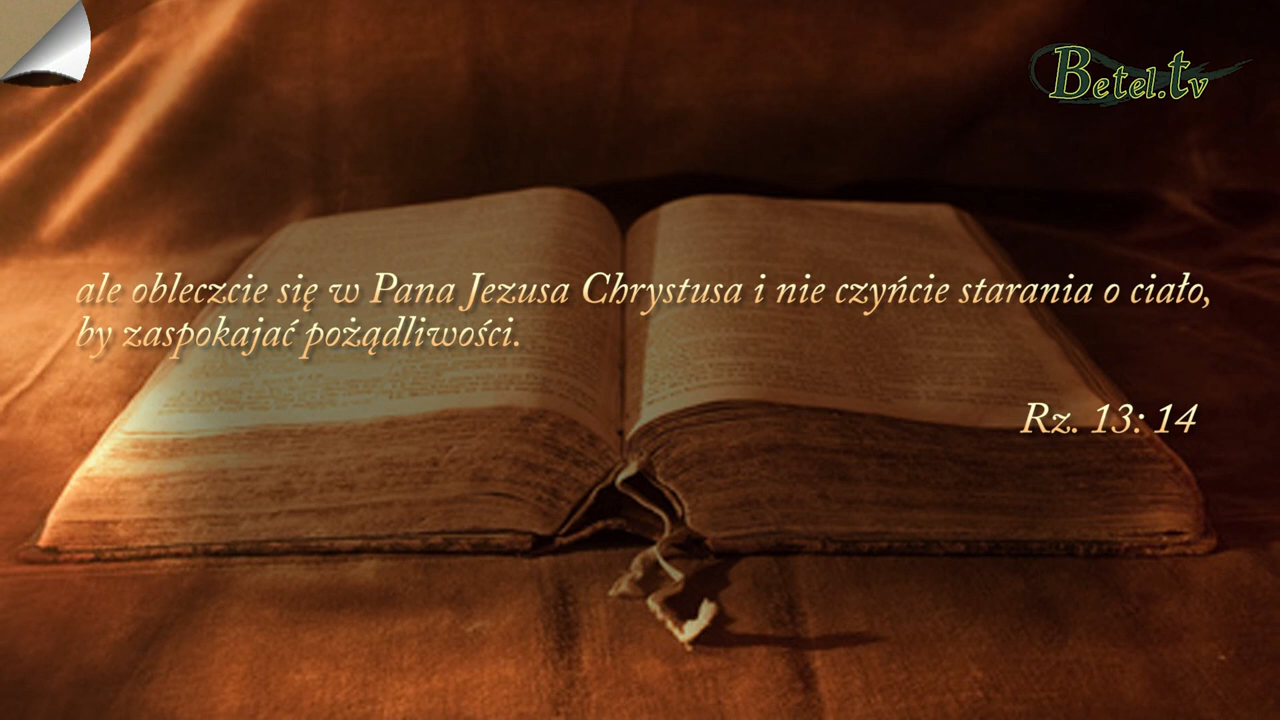 Betel.tv
ale obleczcie się w Pana Jezusa Chrystusa i nie czyńcie starania o ciało,
by zaspokajać pożądliwości.
Rz. 13: 14